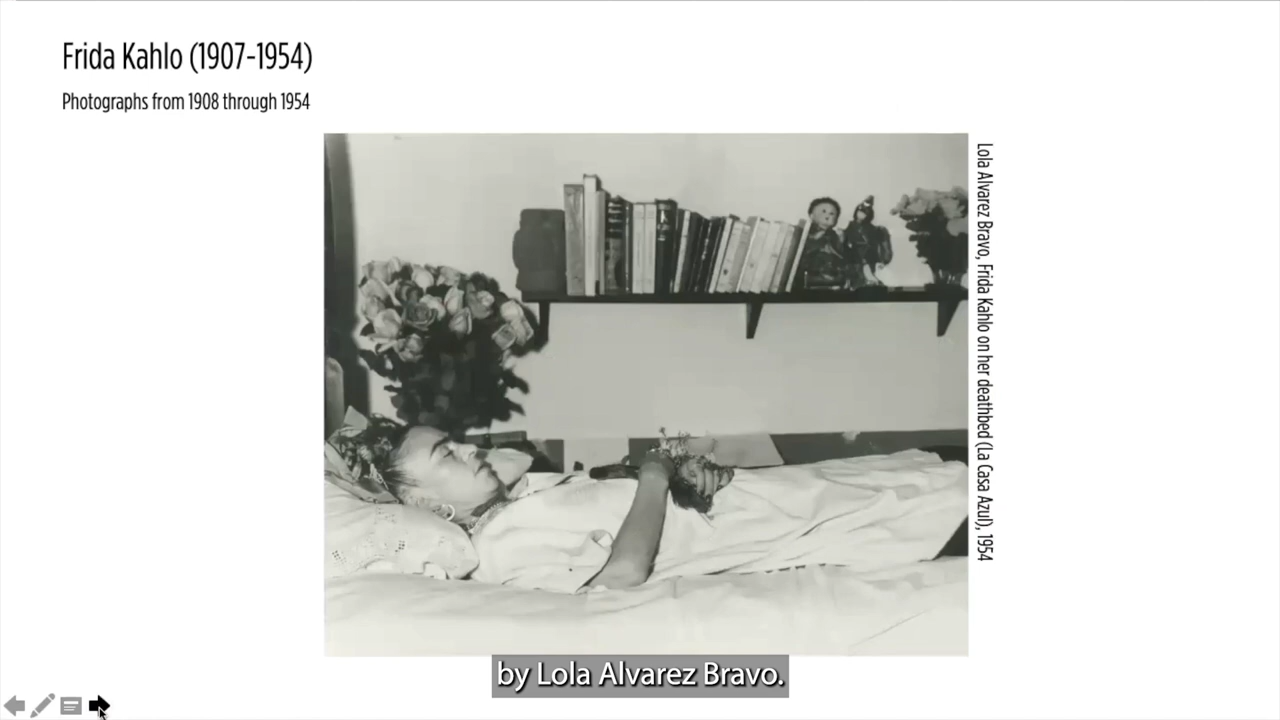 Frida Kahlo (1907-1954)
Photographs from 1908 through 1954
Lola Alvarez Bravo, Frida Kahlo on her deathbed (La Casa Azul), 1954
by Lola Alvarez Bravo.